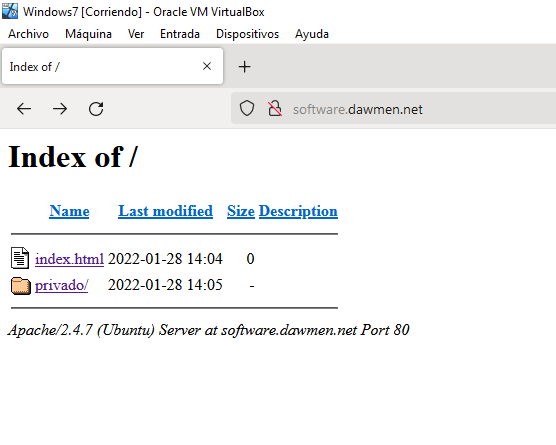 Windows7 [Corriendo] - Oracle VM VirtualBox
Archivo Máquina Ver Entrada Dispositivos Ayuda
Index of /
software.dawmen.net
Index of /
Name Last modified Size Description
index.html 2022-01-28 14:04 0
privado/ 2022-01-28 14:05 -
Apache/2.4.7 (Ubuntu) Server at software.dawmen.net Port 80